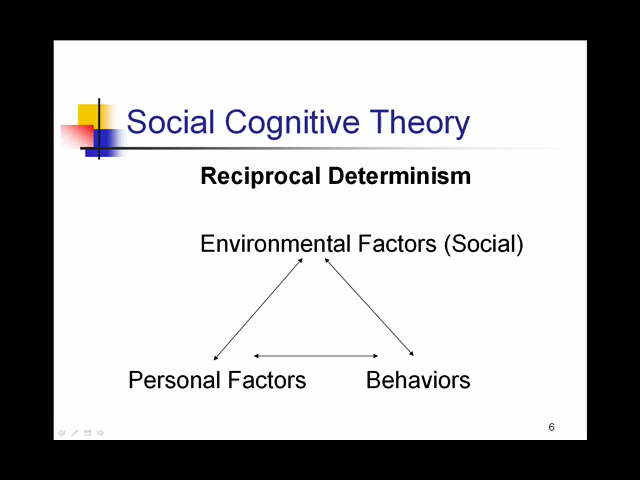 Social Cognitive Theory
Reciprocal Determinism
Environmental Factors (Social)
Personal Factors Behaviors
6